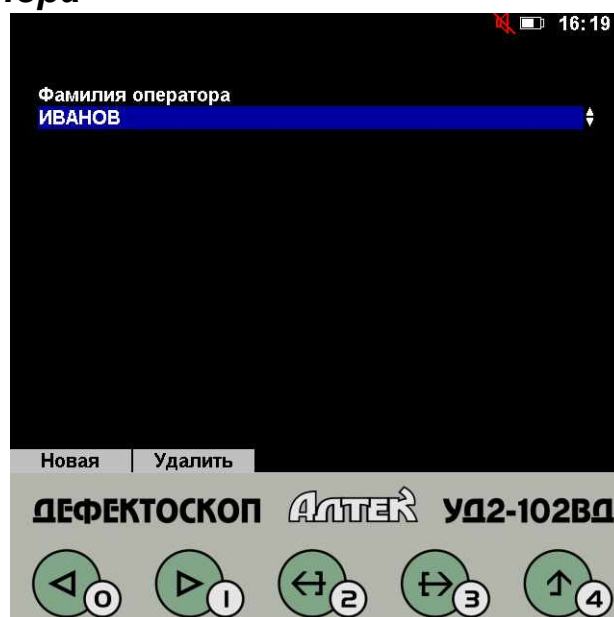 16:19
Фамилия оператора
ИВАНОВ
Новая Удалить
ДЕФЕКТОСКОП АЛТЕК УД2-102ВД
0 1 2 3 4